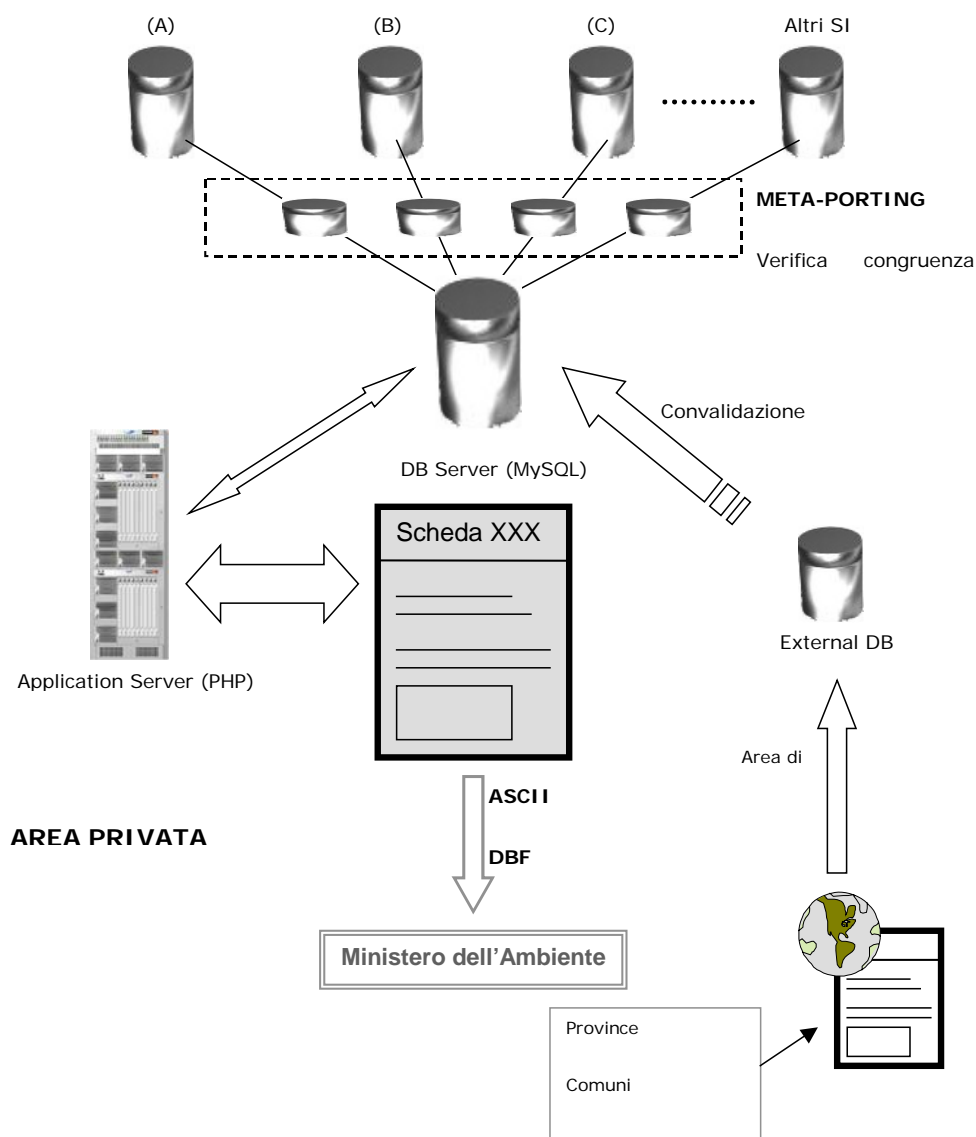 (A)
(B)
(C)
Altri SI
META-PORTING
Verifica congruenza
Convalidazione
DB Server (MySQL)
Scheda XXX
External DB
Application Server (PHP)
Area di
ASCII
DBF
AREA PRIVATA
Ministero dell'Ambiente
Province
Comuni